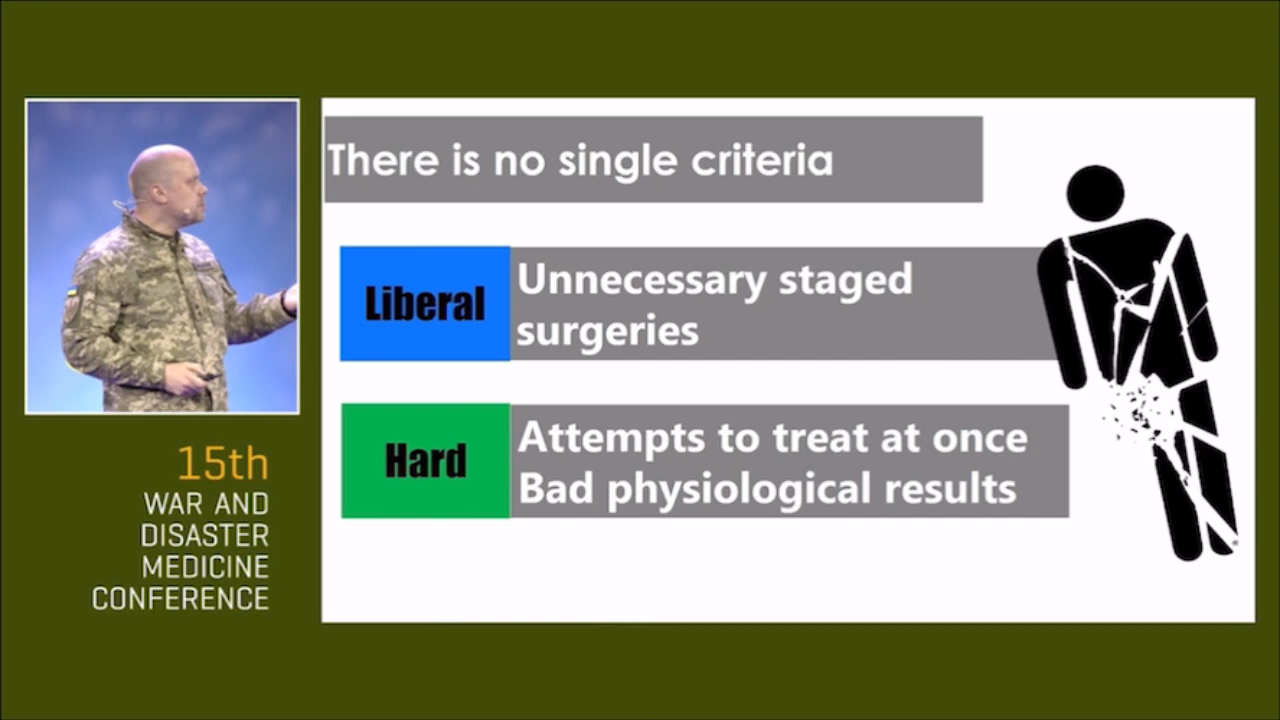 There is no single criteria
Liberal
Unnecessary staged
surgeries
Hard
Attempts to treat at once
Bad physiological results
15th
WAR AND
DISASTER
MEDICINE
CONFERENCE